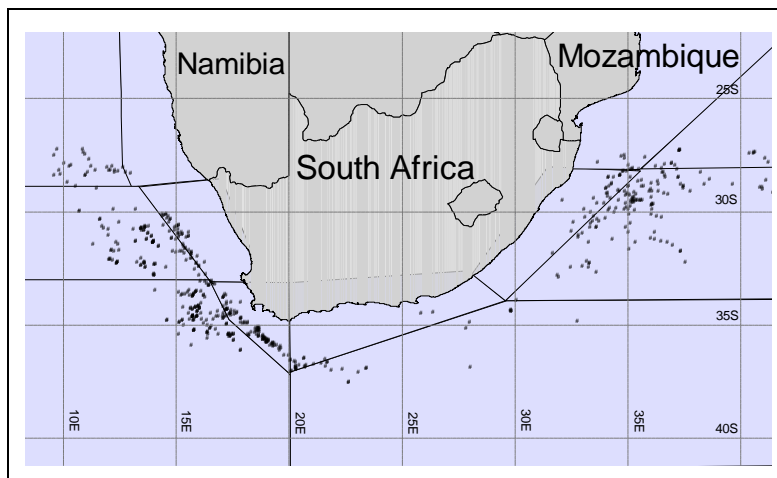 Namibia
Mozambique
25S
South Africa
30S
35S
10E
15E
20E
25E
30E
35E
40S